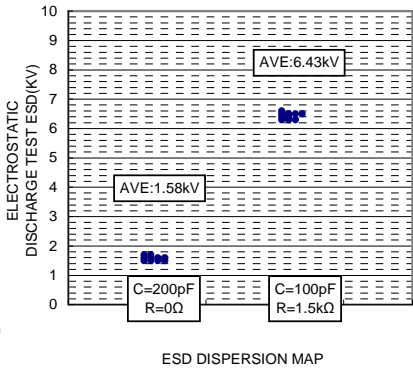 ELECTROSTATIC
DISCHARGE TEST ESD(KV)
10
9
8
7
6
5
4
3
2
1
0
AVE:6.43kV
AVE:1.58kV
C=200pF
R=0Ω
C=100pF
R=1.5kΩ
ESD DISPERSION MAP